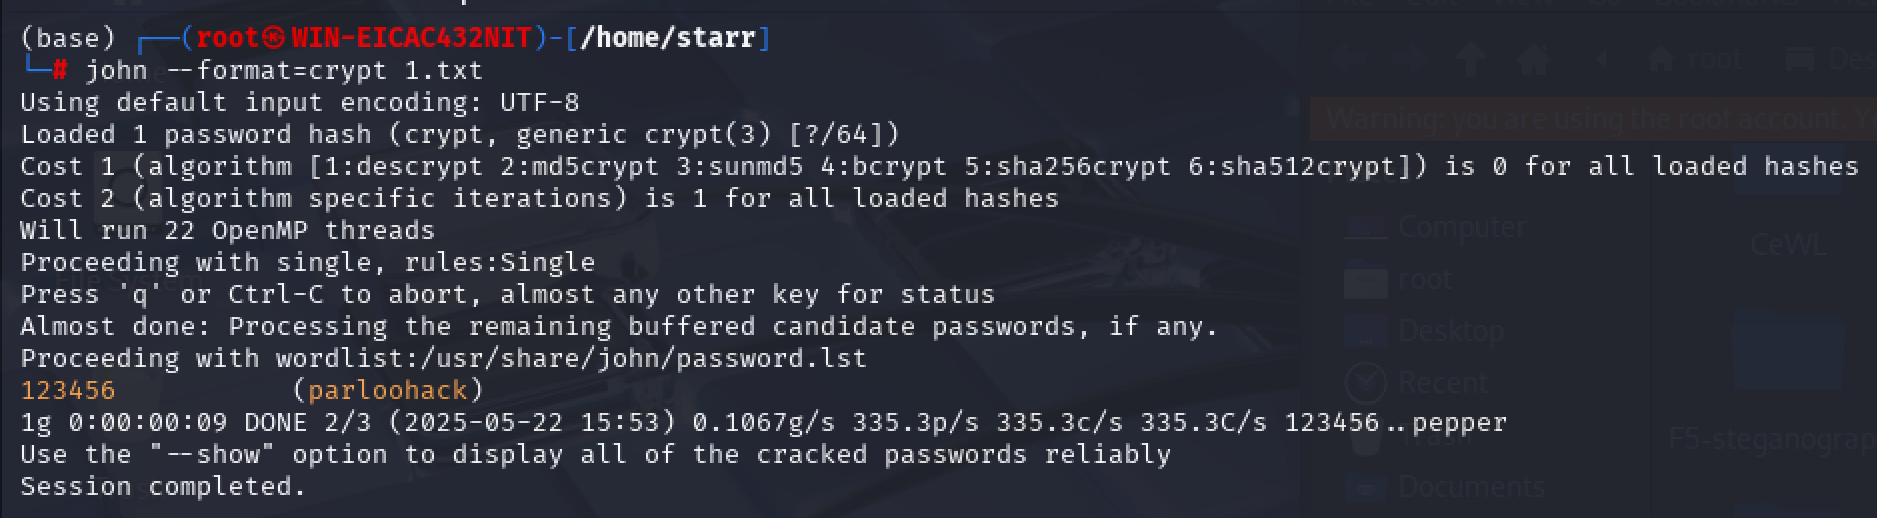 (base) ┌──(root㉿WIN-EICAC432NIT)-[/home/starr]
└─# john --format=crypt 1.txt
Using default input encoding: UTF-8
Loaded 1 password hash (crypt, generic crypt(3) [?/64])
Cost 1 (algorithm [1:descrypt 2:md5crypt 3:sunmd5 4:bcrypt 5:sha256crypt 6:sha512crypt]) is 0 for all loaded hashes
Cost 2 (algorithm specific iterations) is 1 for all loaded hashes
Will run 22 OpenMP threads
Proceeding with single, rules:Single
Press 'q' or Ctrl-C to abort, almost any other key for status
Almost done: Processing the remaining buffered candidate passwords, if any.
Proceeding with wordlist:/usr/share/john/password.lst
123456           (parloohack)
1g 0:00:00:09 DONE 2/3 (2025-05-22 15:53) 0.1067g/s 335.3p/s 335.3c/s 335.3C/s 123456..pepper
Use the "--show" option to display all of the cracked passwords reliably
Session completed.
root
Warning: you are using the root account.
Computer
CeWL
root
Desktop
Recent
Trash
F5-steganograp
Documents